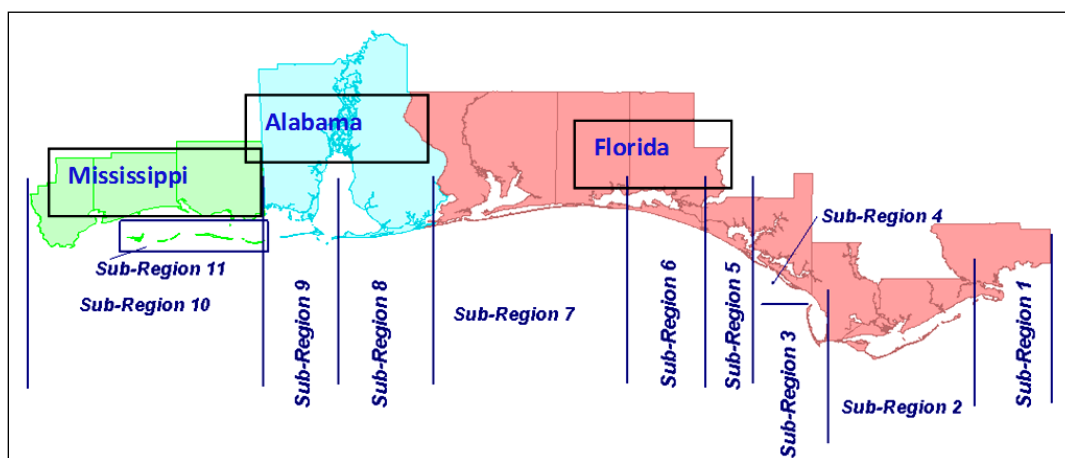 Alabama
Florida
Mississippi
Sub-Region 4
Sub-Region 11
Sub-Region 10
Sub-Region 9
Sub-Region 8
Sub-Region 7
Sub-Region 6
Sub-Region 5
Sub-Region 3
Sub-Region 2
Sub-Region 1